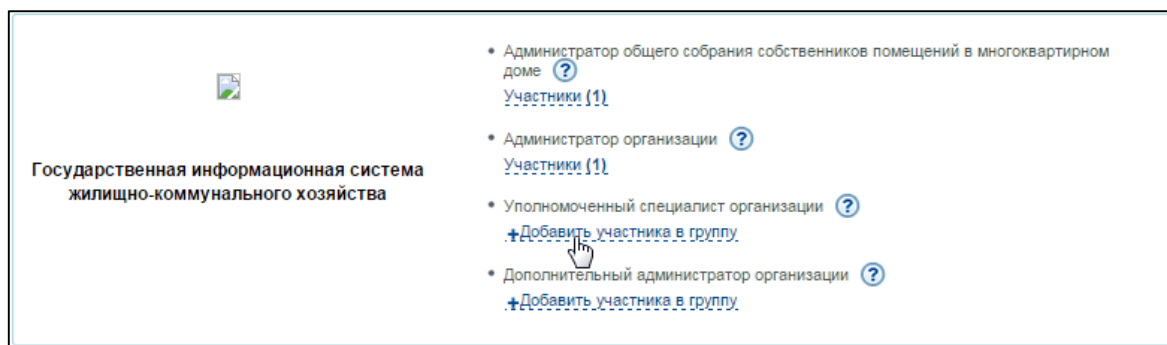 Государственная информационная система
жилищно-коммунального хозяйства
• Администратор общего собрания собственников помещений в многоквартирном
доме ?
Участники (1)
• Администратор организации ?
Участники (1)
• Уполномоченный специалист организации ?
+Добавить участника в группу
• Дополнительный администратор организации ?
+Добавить участника в группу